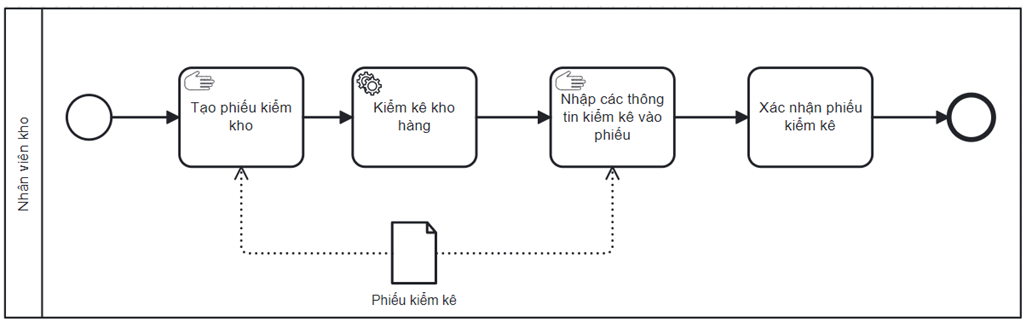 Nhân viên kho
Tạo phiếu kiểm
kho
Kiểm kê kho
hàng
Nhập các thông
tin kiểm kê vào
phiếu
Xác nhận phiếu
kiểm kê
Phiếu kiểm kê